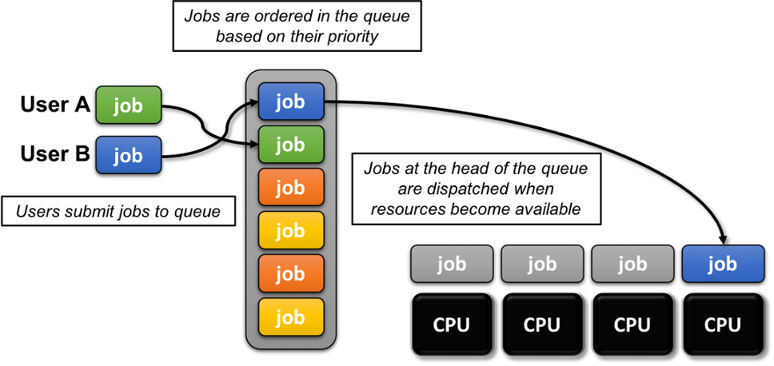 Jobs are ordered in the queue
based on their priority
User A
job
User B
job
Users submit jobs to queue
job
job
job
job
job
job
Jobs at the head of the queue
are dispatched when
resources become available
job
job
job
job
CPU
CPU
CPU
CPU